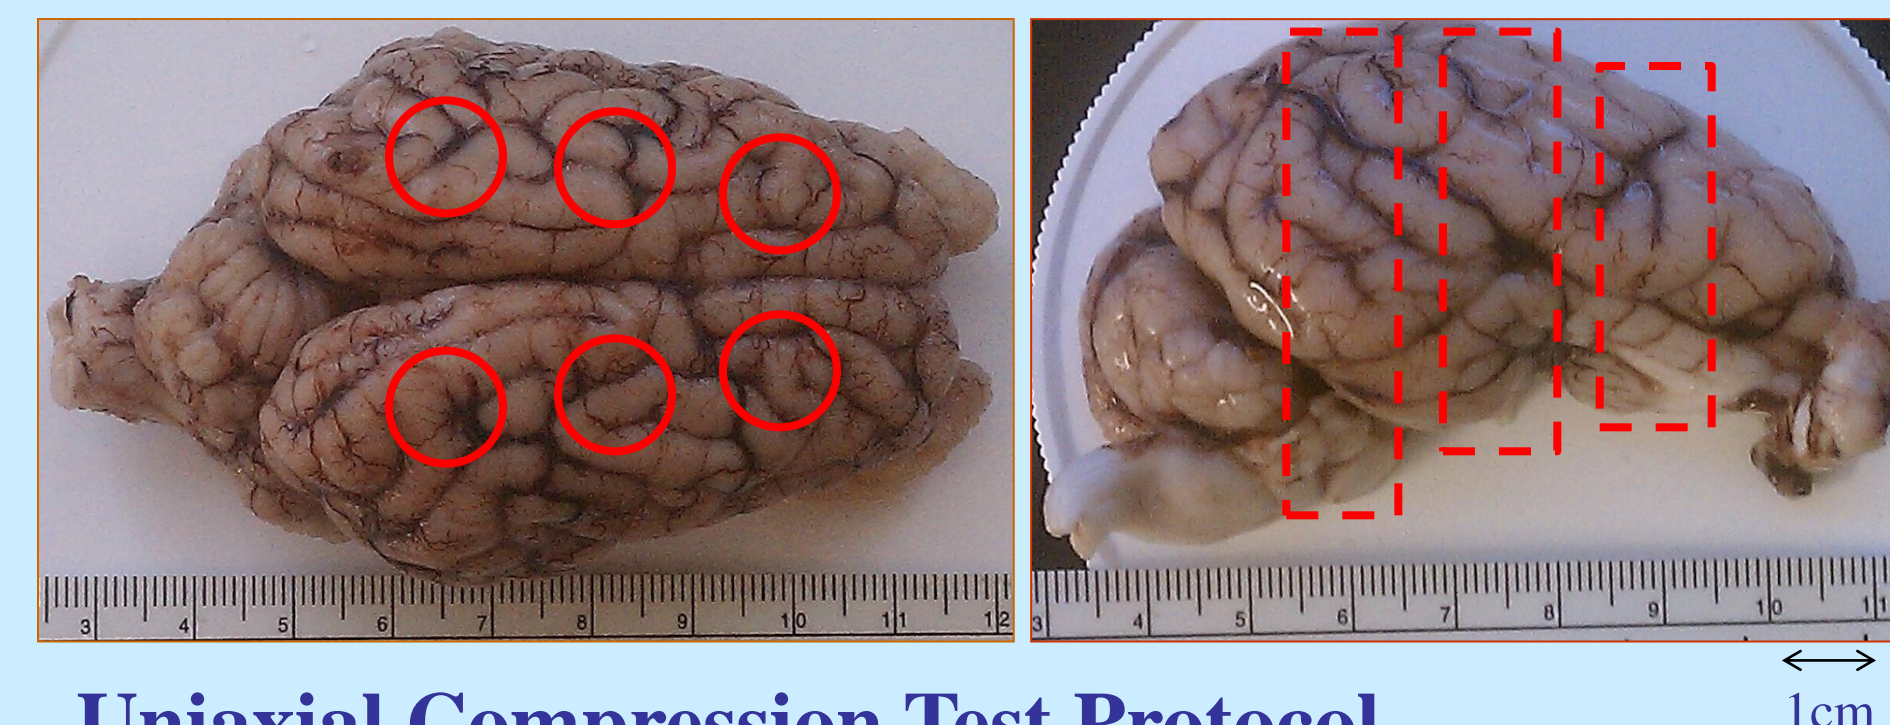 3 4 5 6 7 8 9 10 11 12
3 4 5 6 7 8 9 10 11
1cm
Uniaxial Compression Test Protocol